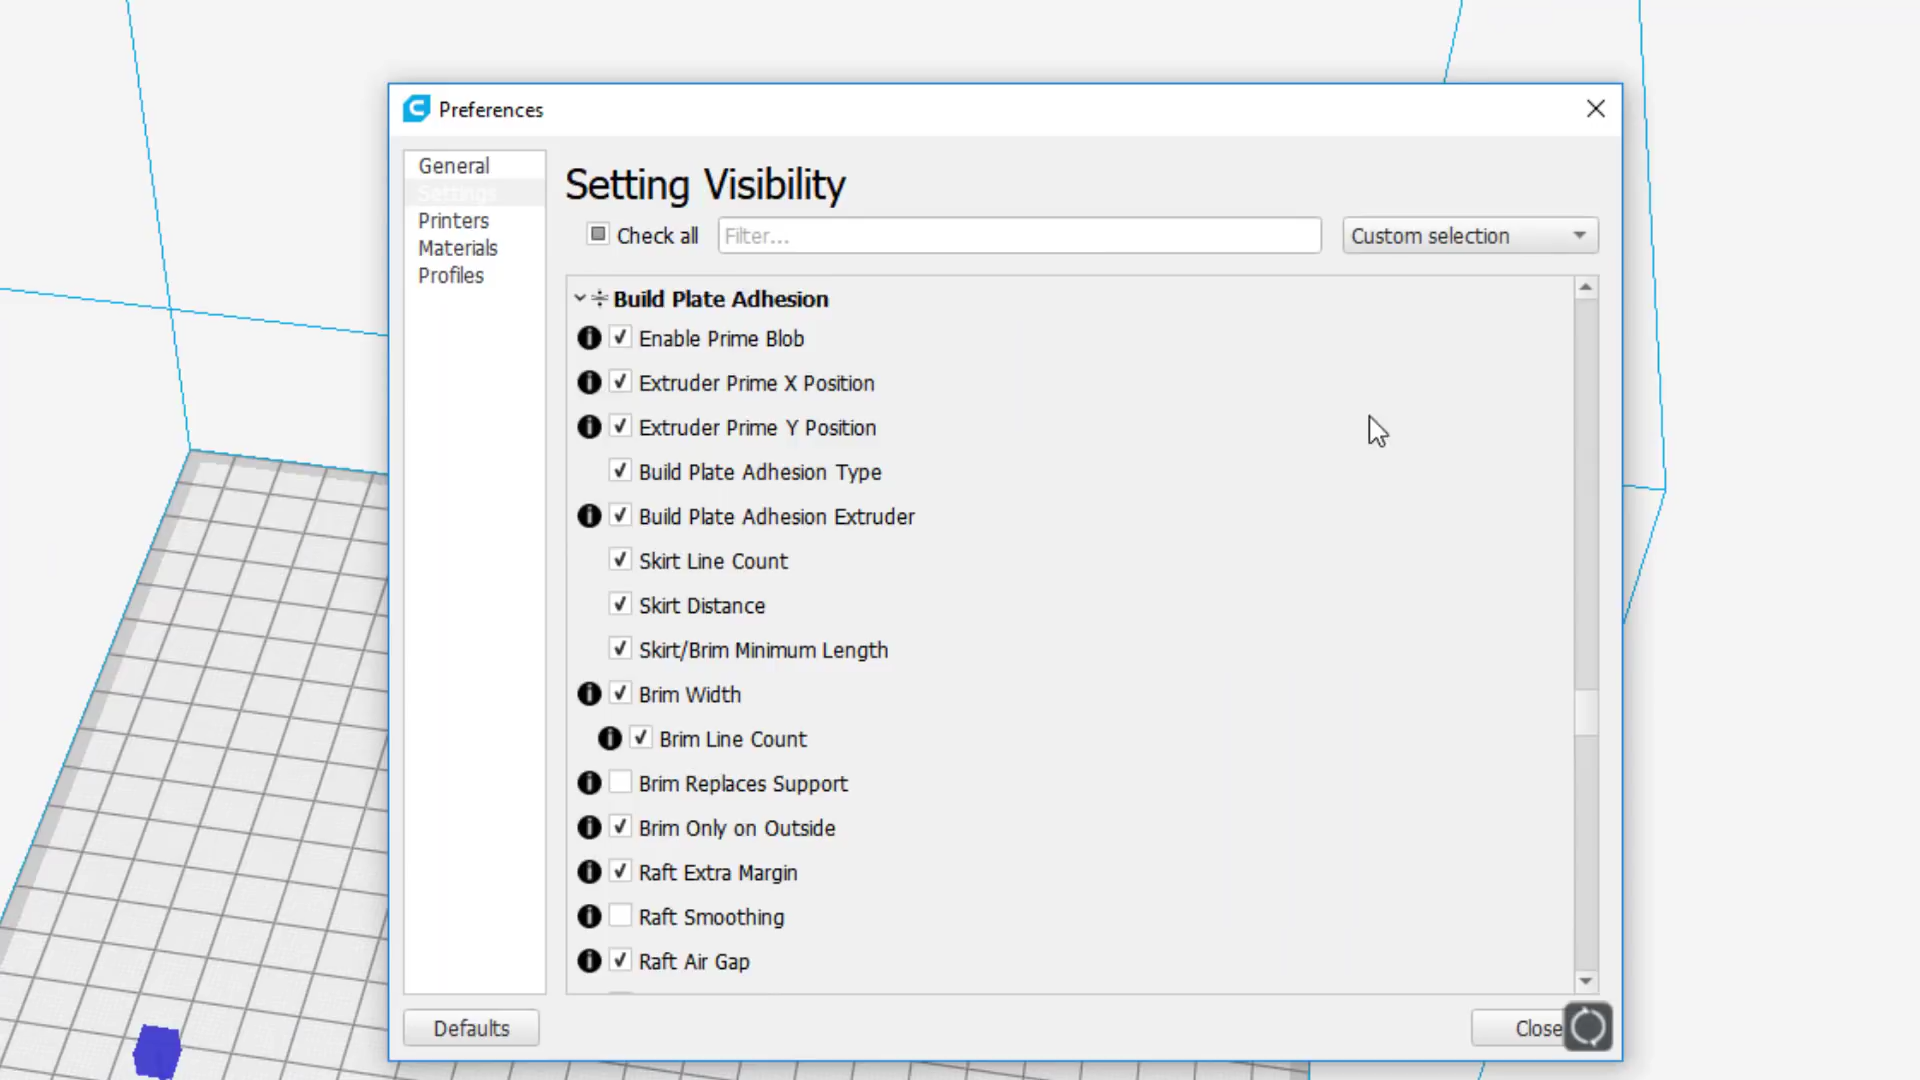 Preferences
General
Settings
Printers
Materials
Profiles
Setting Visibility
Check all
Filter...
Custom selection
Build Plate Adhesion
Enable Prime Blob
Extruder Prime X Position
Extruder Prime Y Position
Build Plate Adhesion Type
Build Plate Adhesion Extruder
Skirt Line Count
Skirt Distance
Skirt/Brim Minimum Length
Brim Width
Brim Line Count
Brim Replaces Support
Brim Only on Outside
Raft Extra Margin
Raft Smoothing
Raft Air Gap
Defaults
Close